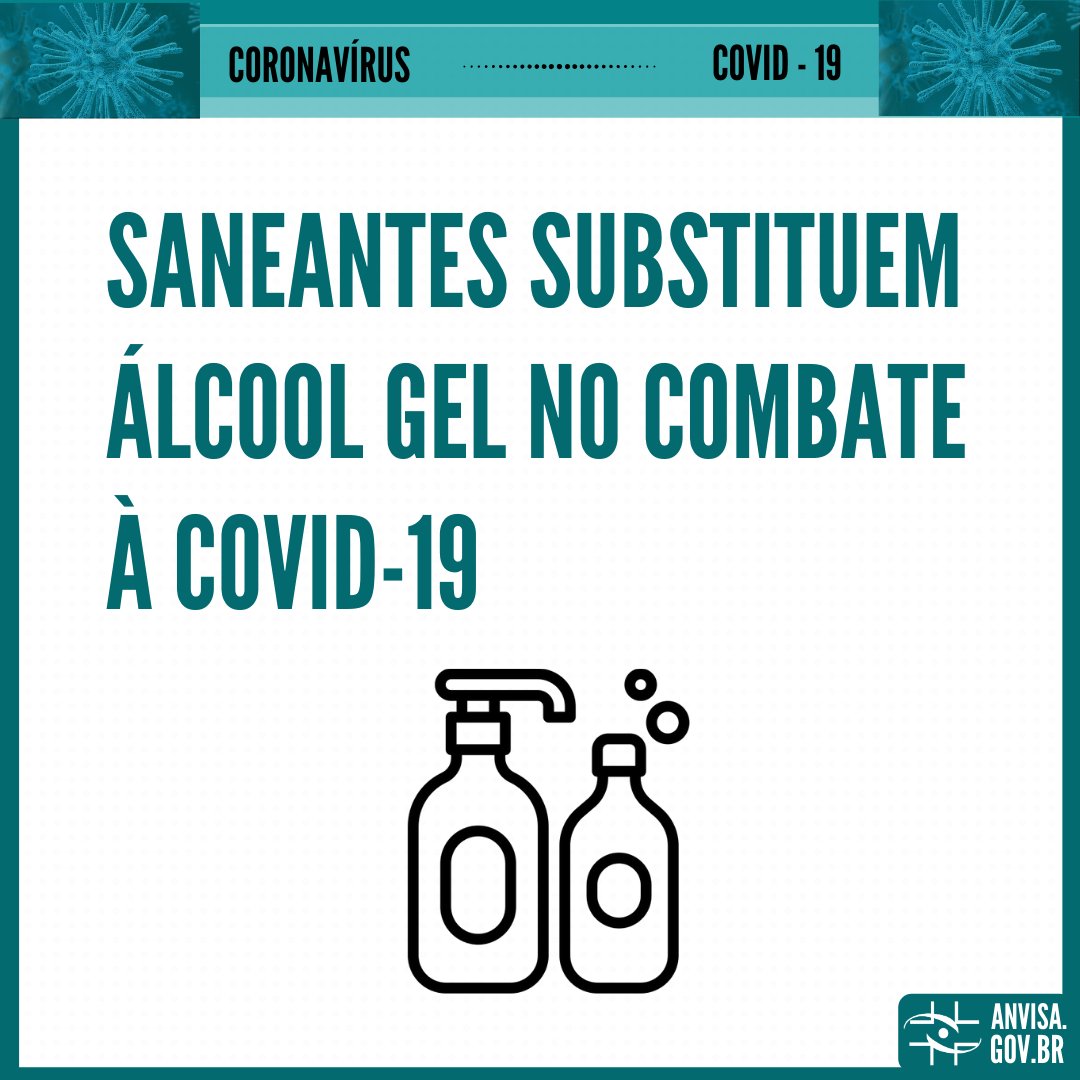 CORONAVÍRUS
COVID - 19
SANEANTES SUBSTITUEM
ÁLCOOL GEL NO COMBATE
À COVID-19
ANVISA.
GOV.BR